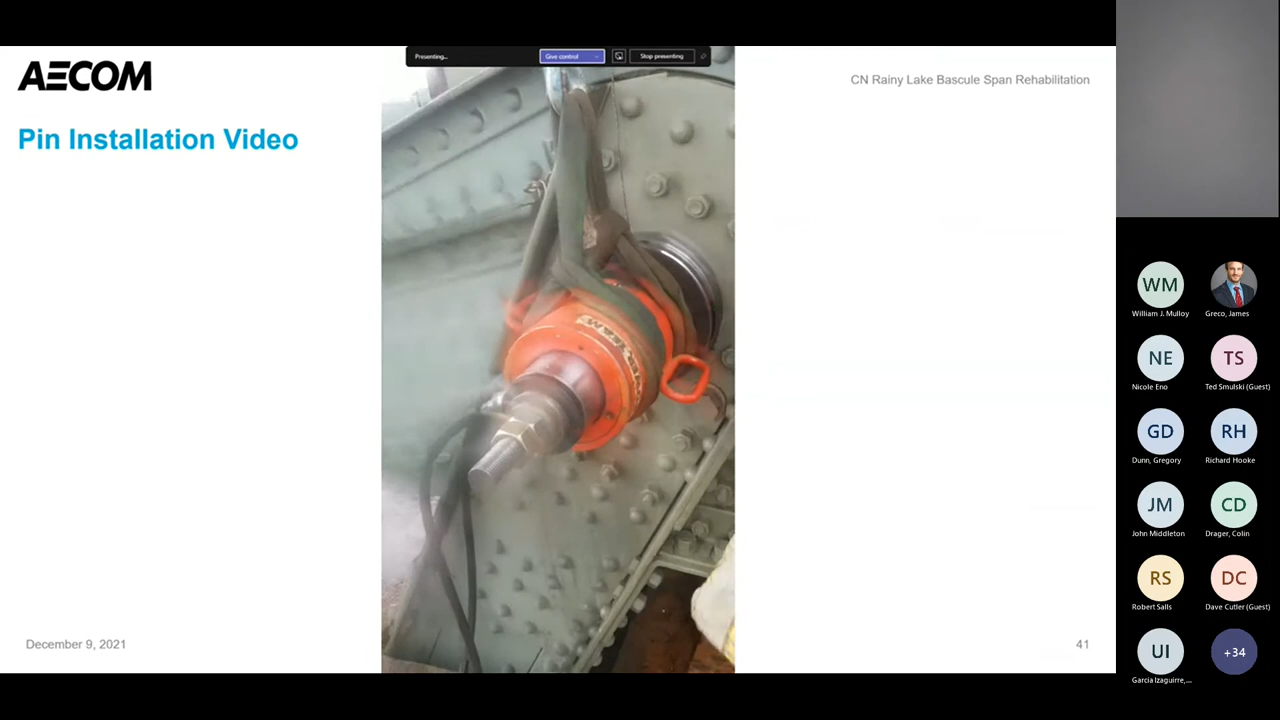 Presenting...
Give control
Stop presenting
AECOM
CN Rainy Lake Bascule Span Rehabilitation
Pin Installation Video
December 9, 2021
41
WM
William J. Mulloy
Greco, James
NE
Nicole Eno
TS
Ted Smulski (Guest)
GD
Dunn, Gregory
RH
Richard Hooke
JM
John Middleton
CD
Drager, Colin
RS
Robert Salls
DC
Dave Cutler (Guest)
UI
Garcia Izaguirre,...
+34